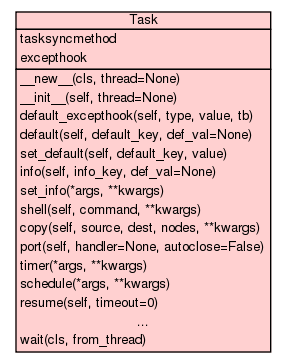 Task
tasksyncmethod
excepthook
__new__(cls, thread=None)
__init__(self, thread=None)
default_excepthook(self, type, value, tb)
default(self, default_key, def_val=None)
set_default(self, default_key, value)
info(self, info_key, def_val=None)
set_info(*args, **kwargs)
shell(self, command, **kwargs)
copy(self, source, dest, nodes, **kwargs)
port(self, handler=None, autoclose=False)
timer(*args, **kwargs)
schedule(*args, **kwargs)
resume(self, timeout=0)
...
wait(cls, from_thread)